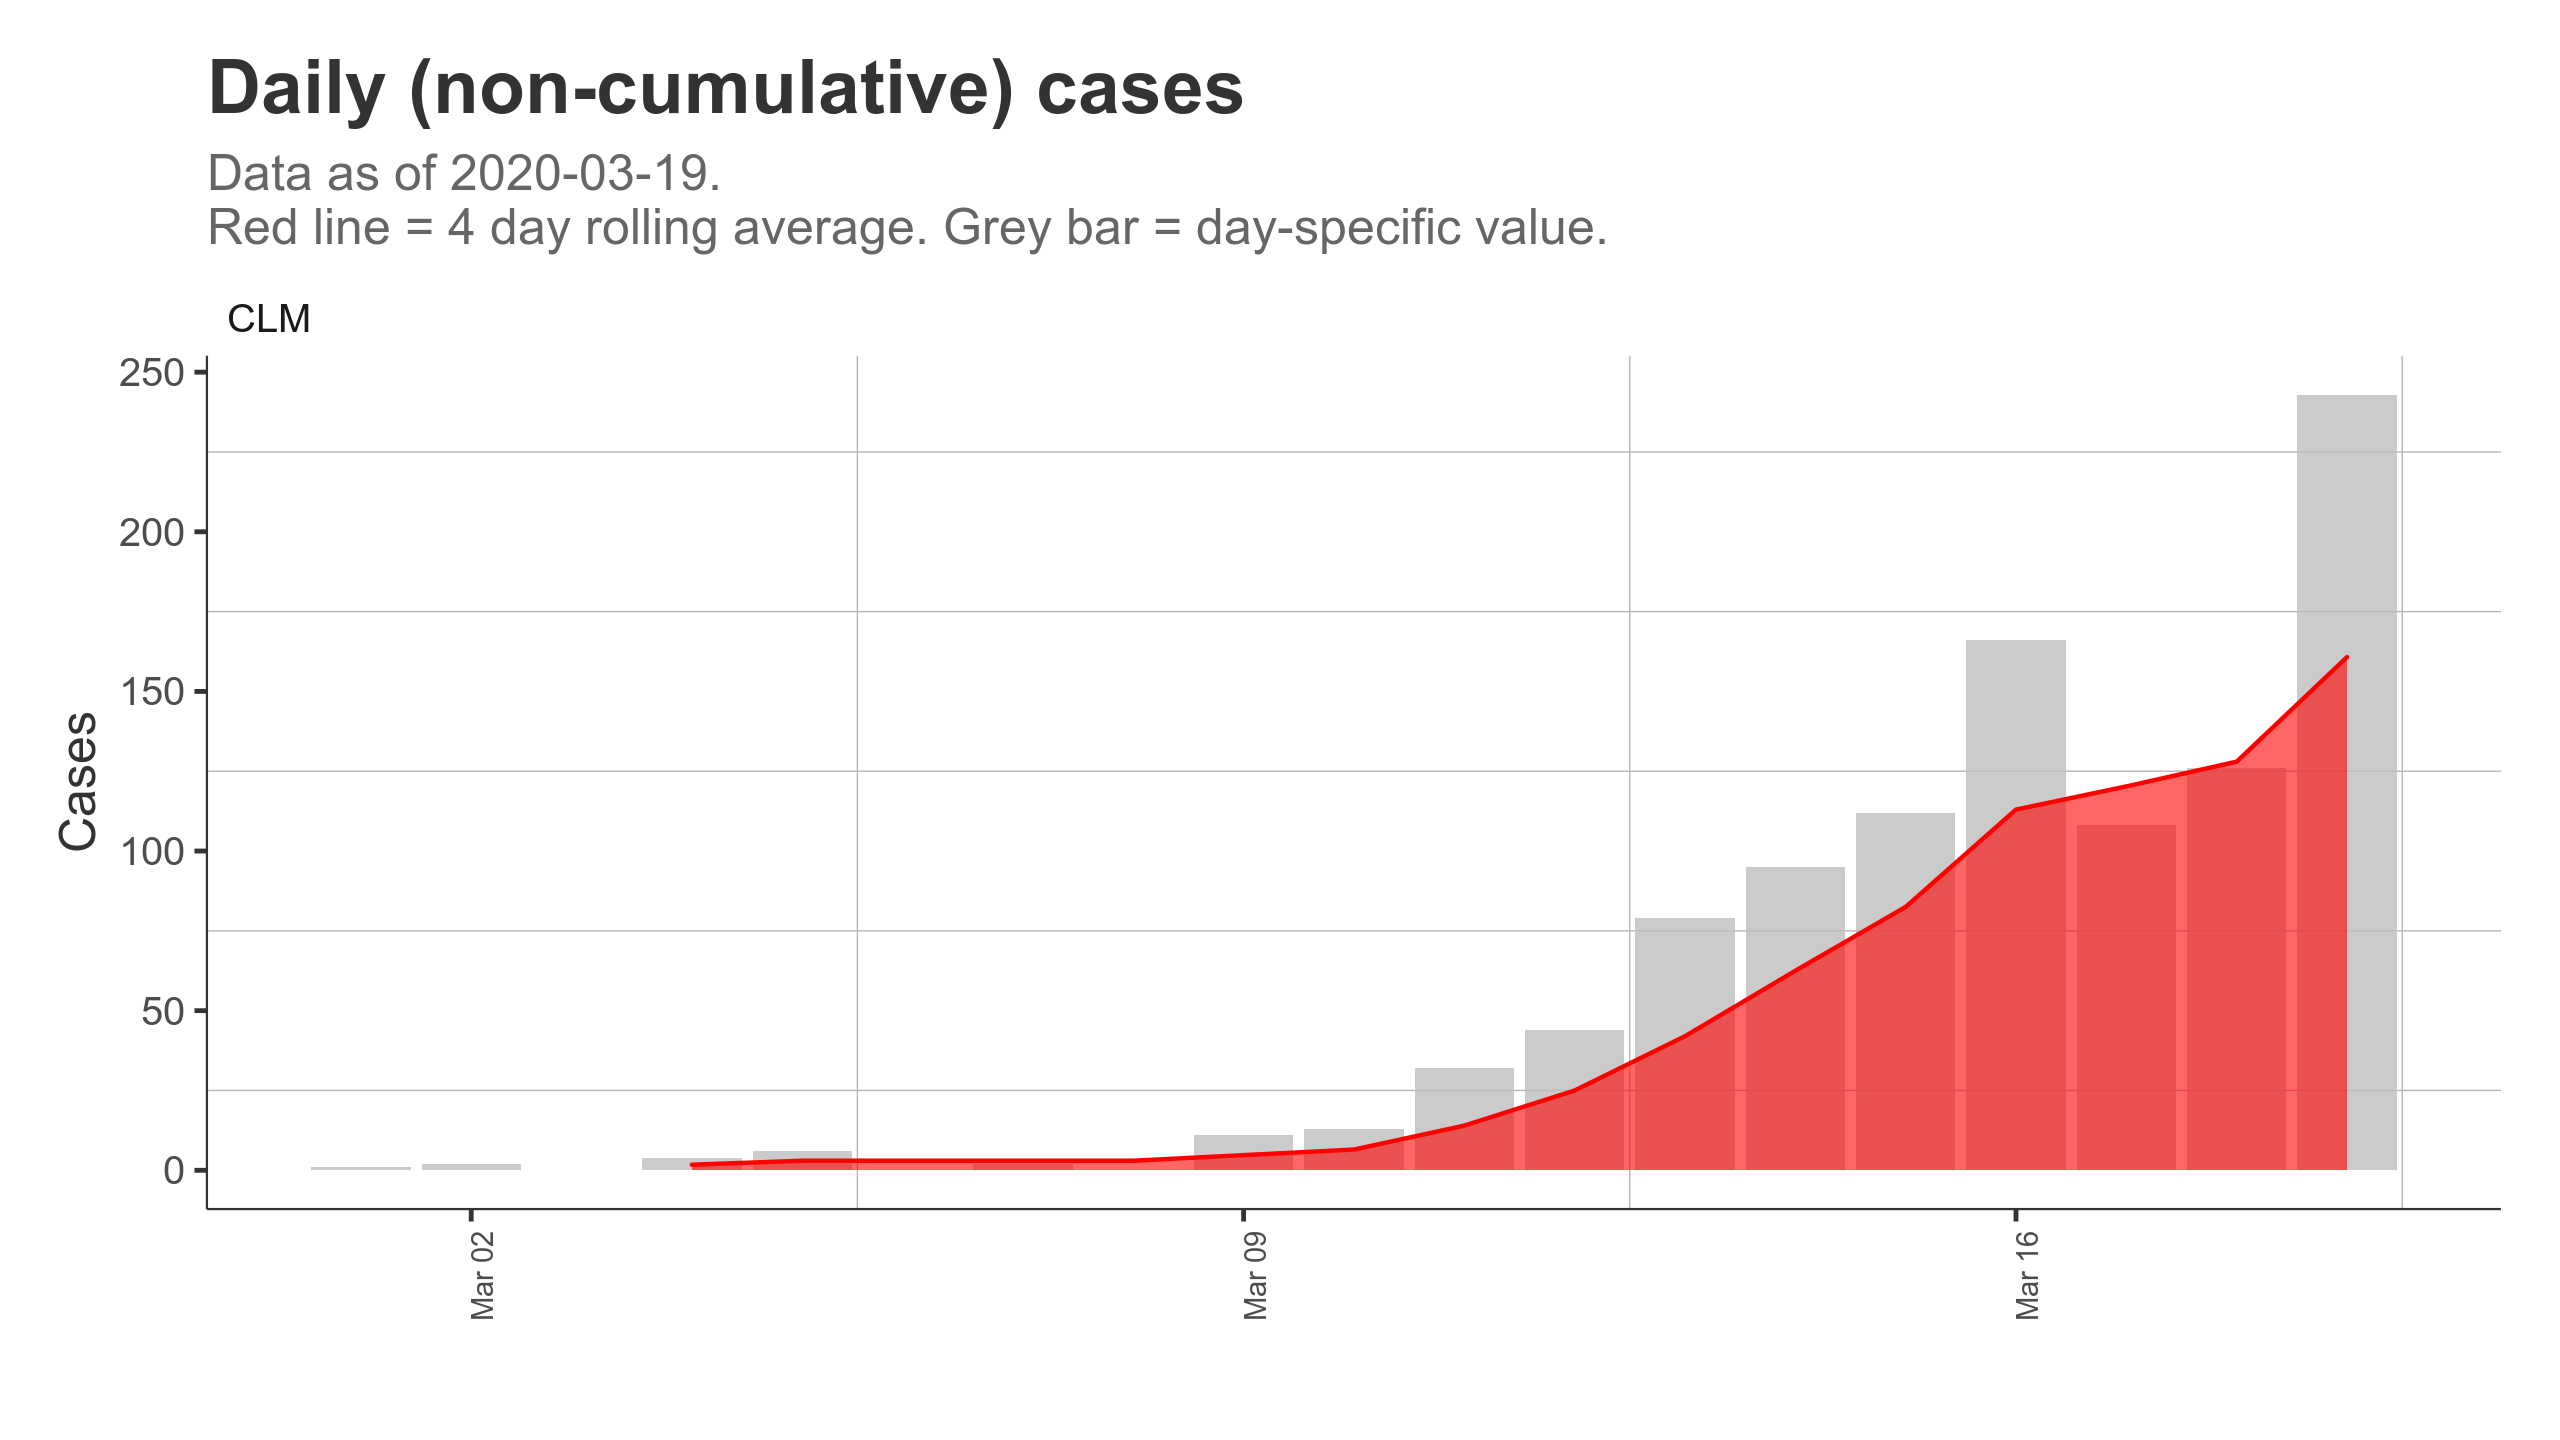 Daily (non-cumulative) cases
Data as of 2020-03-19.
Red line = 4 day rolling average. Grey bar = day-specific value.
CLM
250
200
150
100
50
0
Cases
Mar 02
Mar 09
Mar 16